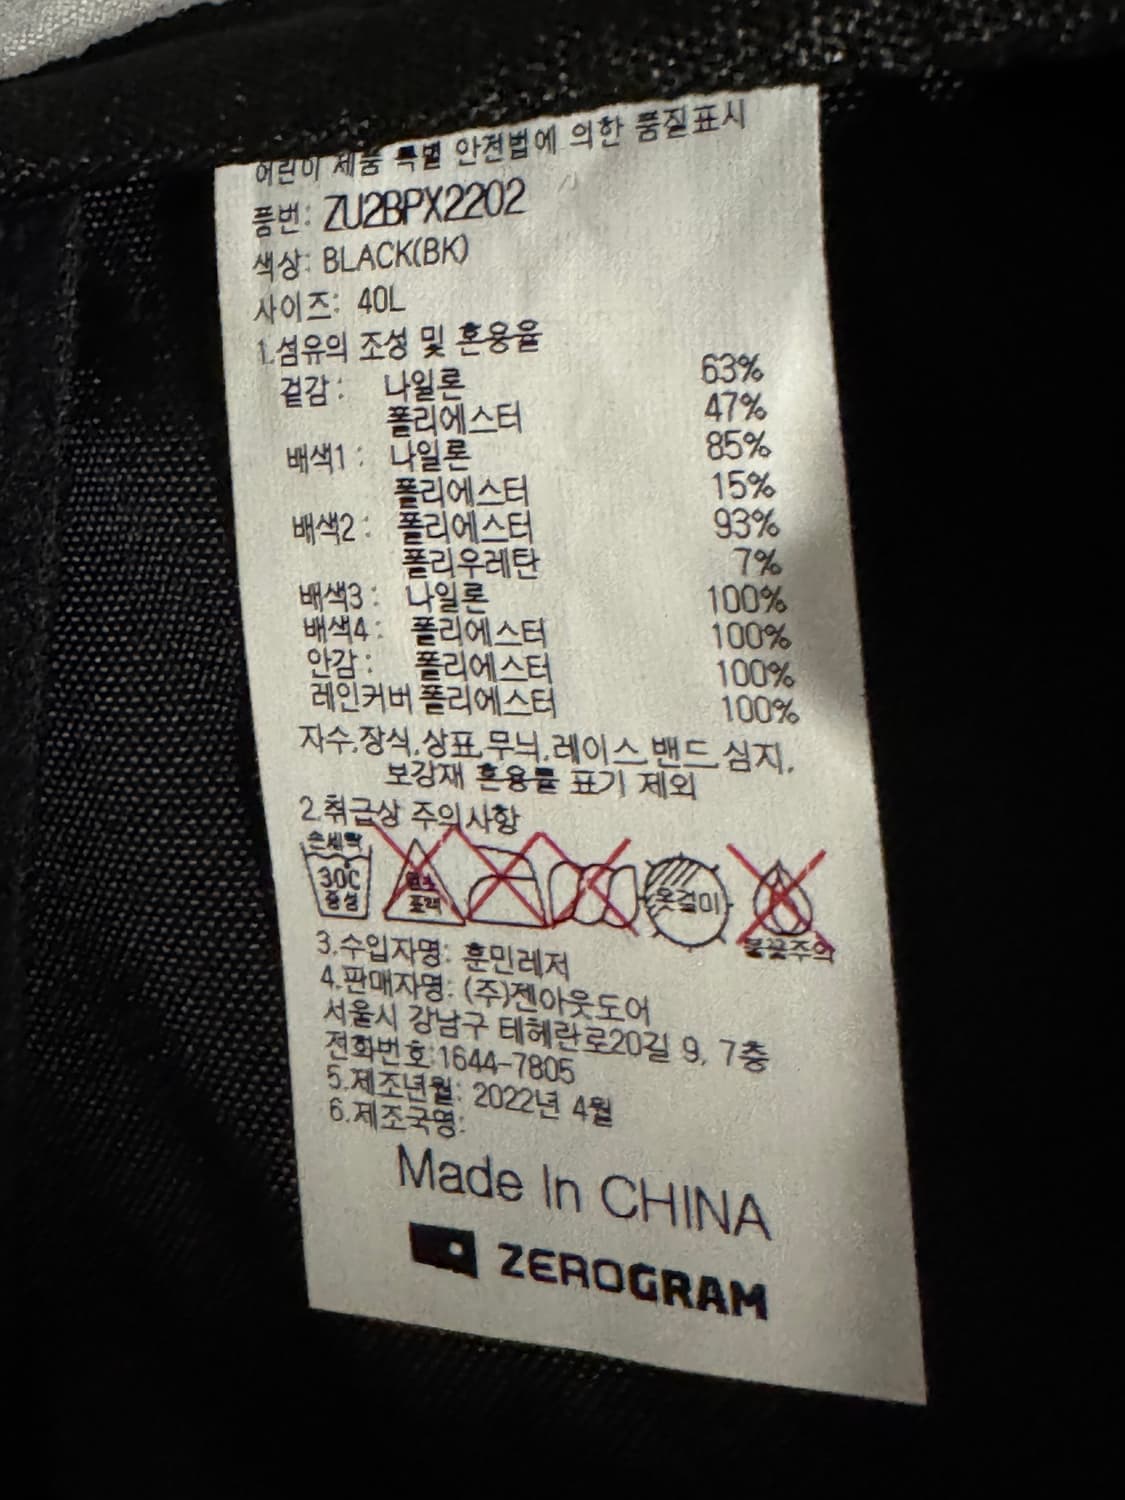 어린이 제품 특별 안전법에 의한 품질표시
품번: ZU2BPX2202
색상: BLACK(BK)
사이즈: 40L
1.섬유의 조성 및 혼용율
겉감: 나일론 63%
폴리에스터 47%
배색1: 나일론 85%
폴리에스터 15%
배색2: 폴리에스터 93%
폴리우레탄 7%
배색3: 나일론 100%
배색4: 폴리에스터 100%
안감: 폴리에스터 100%
레인커버 폴리에스터 100%
자수,장식,상표,무늬,레이스,밴드,심지,
보강재 혼용률 표기 제외
2.취급상 주의사항
손세탁
30C
중성
염소
표백
옷걸이
불꽃주의
3.수입자명: 훈민레저
4.판매자명: (주)젠아웃도어
서울시 강남구 테헤란로20길 9, 7층
전화번호:1644-7805
5.제조년월: 2022년 4월
6.제조국명:
Made In CHINA
ZEROGRAM